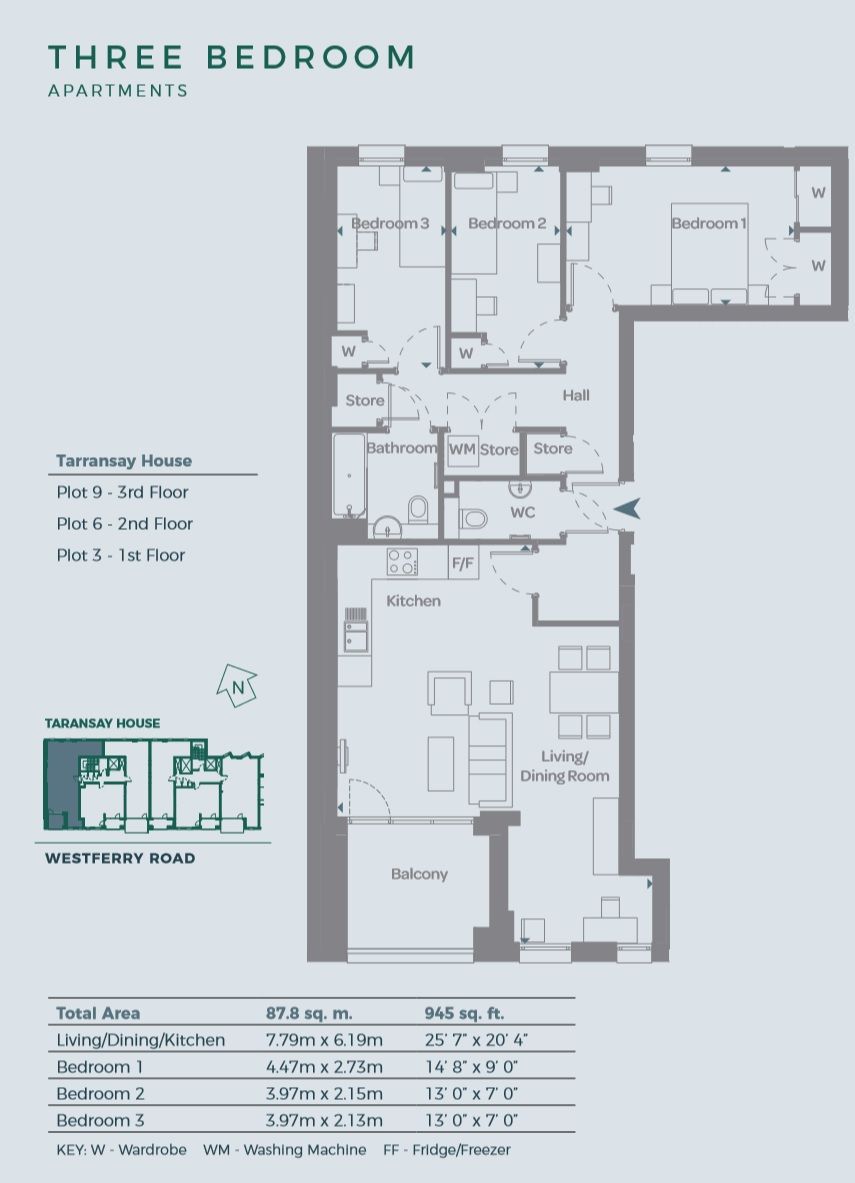 THREE BEDROOM
APARTMENTS
Bedroom 3
Bedroom 2
Bedroom 1
W
W
W
W
Store
Hall
Bathroom
WM
Store
Store
WC
Tarransay House
Plot 9 - 3rd Floor
Plot 6 - 2nd Floor
Plot 3 - 1st Floor
F/F
Kitchen
N
TARANSAY HOUSE
Living/
Dining Room
WESTFERRY ROAD
Balcony
Total Area 87.8 sq. m. 945 sq. ft.
Living/Dining/Kitchen 7.79m x 6.19m 25’ 7” x 20’ 4”
Bedroom 1 4.47m x 2.73m 14’ 8” x 9’ 0”
Bedroom 2 3.97m x 2.15m 13’ 0” x 7’ 0”
Bedroom 3 3.97m x 2.13m 13’ 0” x 7’ 0”
KEY: W - Wardrobe WM - Washing Machine FF - Fridge/Freezer